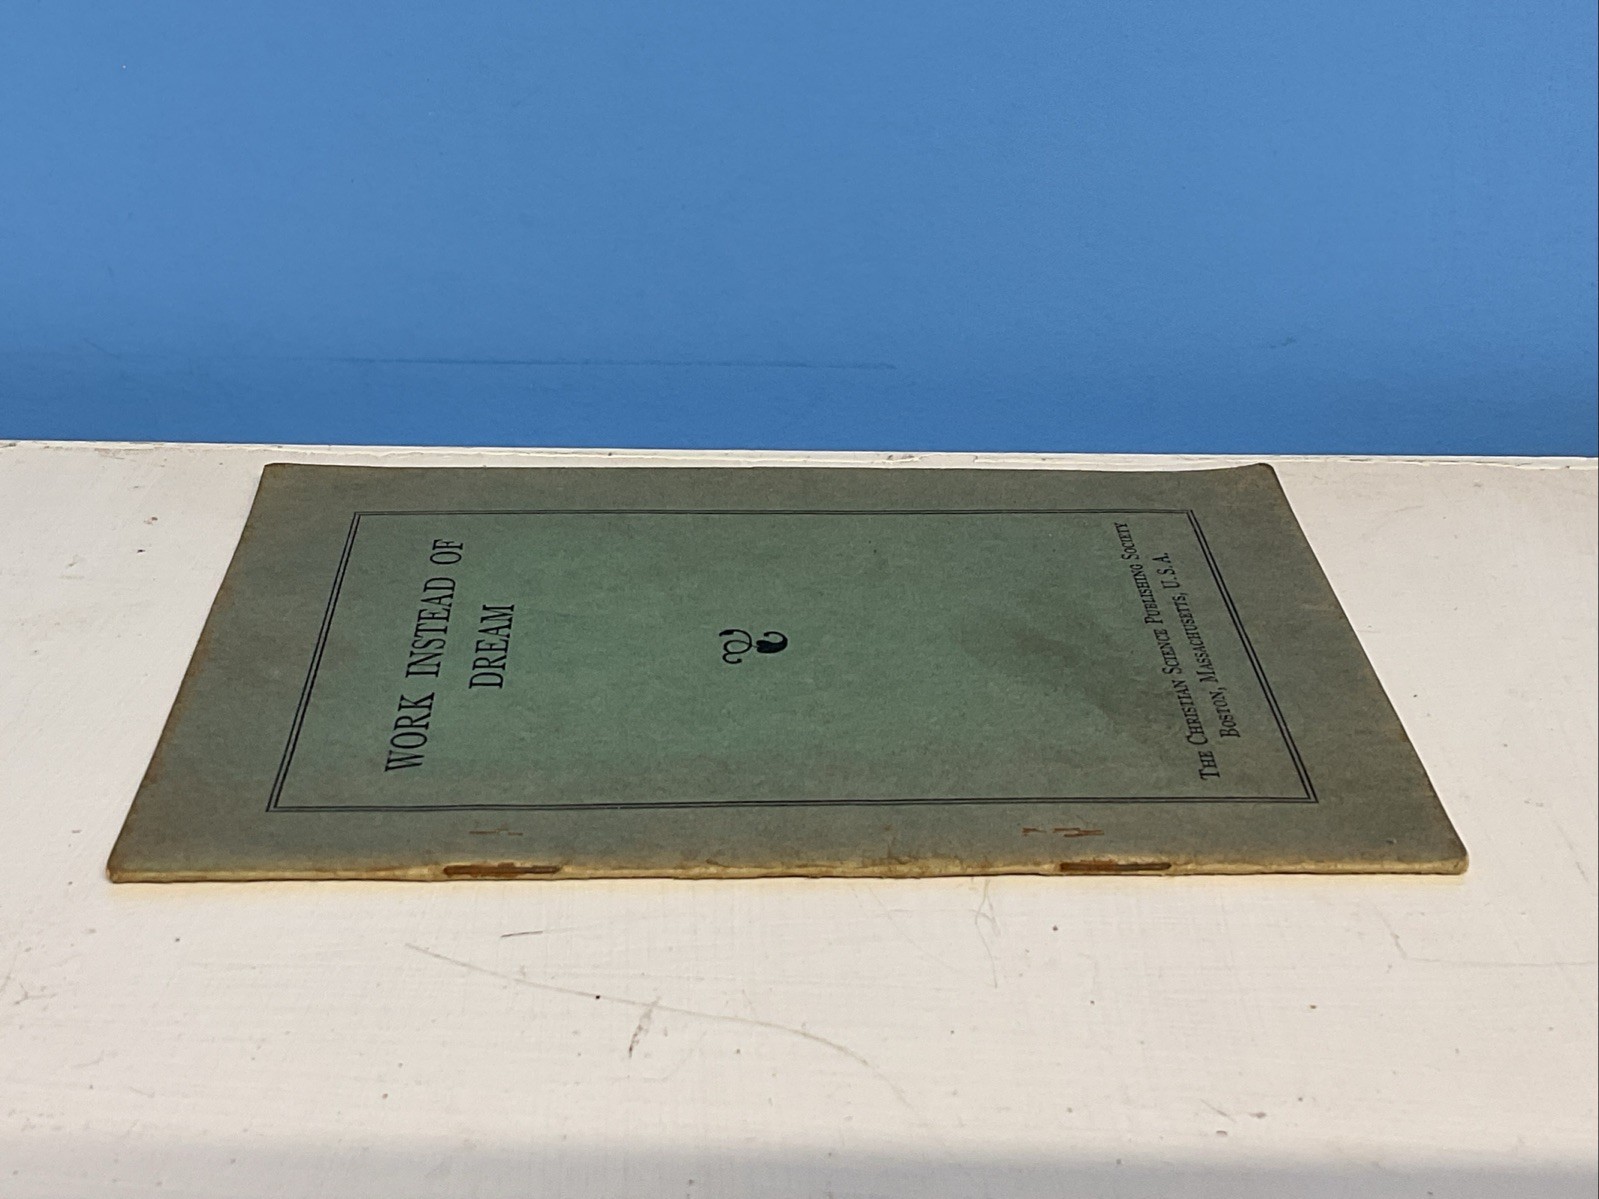 WORK INSTEAD OF
DREAM
THE CHRISTIAN SCIENCE PUBLISHING SOCIETY
BOSTON, MASSACHUSETTS, U.S.A.